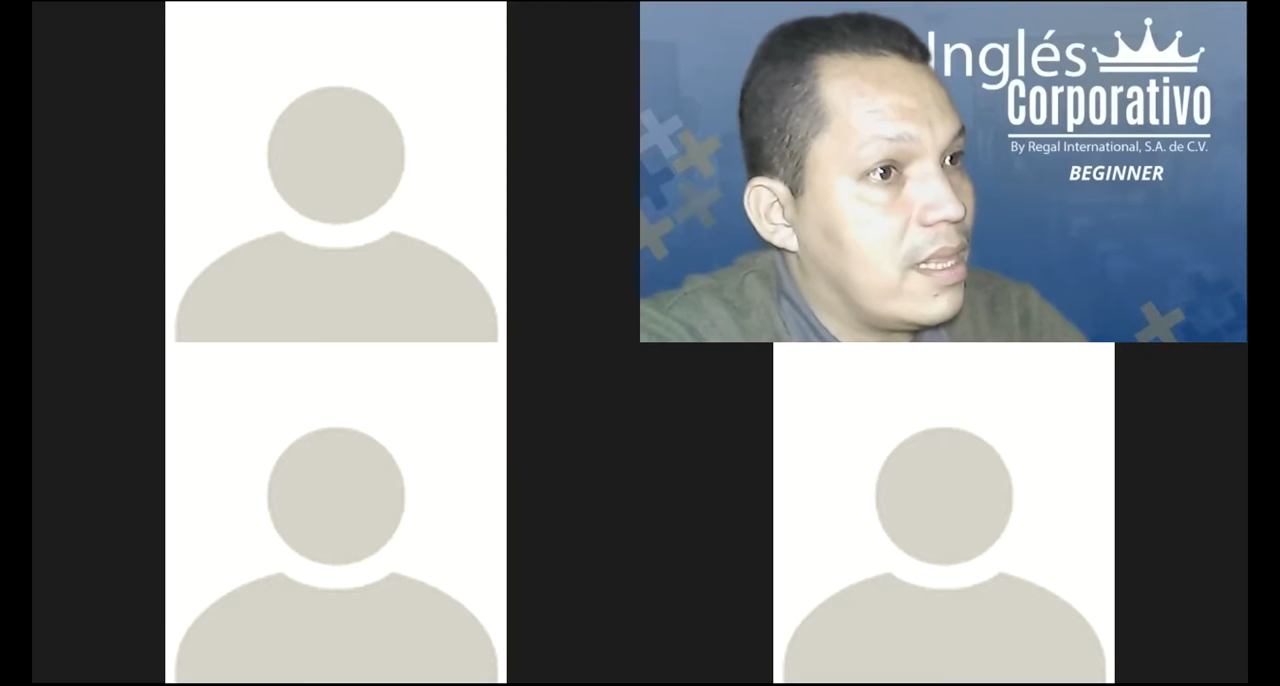 Inglés
Corporativo
By Regal International, S.A. de C.V.
BEGINNER